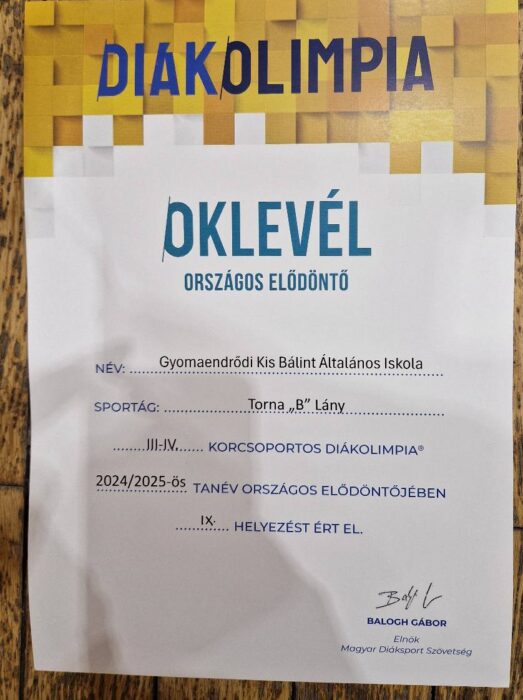 DIÁKOLIMPIA
OKLEVÉL
ORSZÁGOS ELŐDÖNTŐ
NÉV: Gyomaendrődi Kis Bálint Általános Iskola
SPORTÁG: Torna „B” Lány
III-IV. KORCSOPORTOS DIÁKOLIMPIA®
2024/2025-ös TANÉV ORSZÁGOS ELŐDÖNTŐJÉBEN
IX. HELYEZÉST ÉRT EL.
BALOGH GÁBOR
Elnök
Magyar Diáksport Szövetség